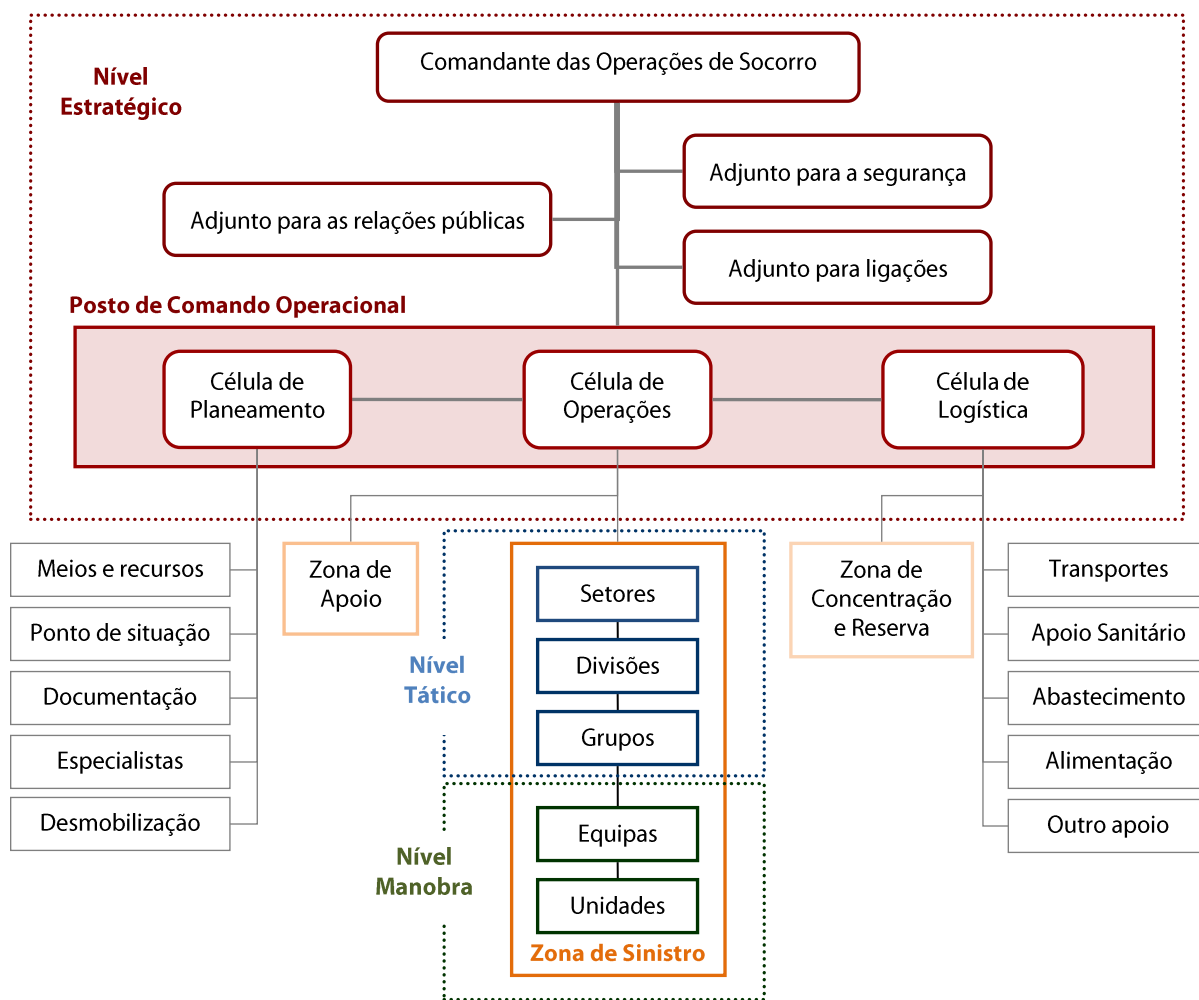 Comandante das Operações de Socorro
Nível
Estratégico
Adjunto para a segurança
Adjunto para as relações públicas
Adjunto para ligações
Posto de Comando Operacional
Célula de
Planeamento
Célula de
Operações
Célula de
Logística
Meios e recursos
Ponto de situação
Documentação
Especialistas
Desmobilização
Zona de
Apoio
Nível
Tático
Setores
Divisões
Grupos
Nível
Manobra
Equipas
Unidades
Zona de Sinistro
Zona de
Concentração
e Reserva
Transportes
Apoio Sanitário
Abastecimento
Alimentação
Outro apoio